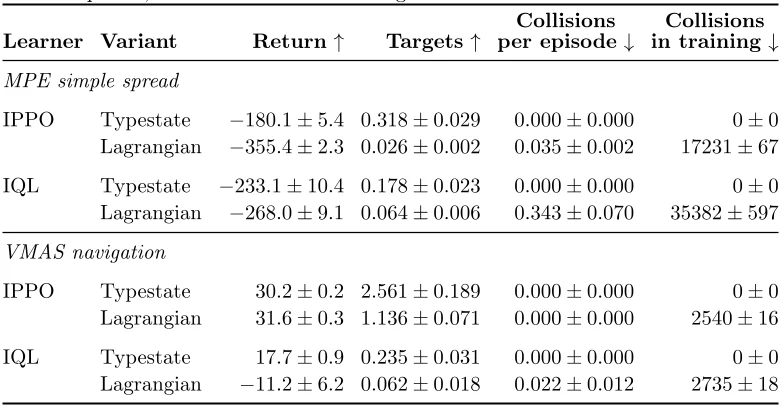 Collisions Collisions
Learner Variant Return ↑ Targets ↑ per episode ↓ in training ↓
MPE simple spread
IPPO Typestate −180.1 ± 5.4 0.318 ± 0.029 0.000 ± 0.000 0 ± 0
Lagrangian −355.4 ± 2.3 0.026 ± 0.002 0.035 ± 0.002 17231 ± 67
IQL Typestate −233.1 ± 10.4 0.178 ± 0.023 0.000 ± 0.000 0 ± 0
Lagrangian −268.0 ± 9.1 0.064 ± 0.006 0.343 ± 0.070 35382 ± 597
VMAS navigation
IPPO Typestate 30.2 ± 0.2 2.561 ± 0.189 0.000 ± 0.000 0 ± 0
Lagrangian 31.6 ± 0.3 1.136 ± 0.071 0.000 ± 0.000 2540 ± 16
IQL Typestate 17.7 ± 0.9 0.235 ± 0.031 0.000 ± 0.000 0 ± 0
Lagrangian −11.2 ± 6.2 0.062 ± 0.018 0.022 ± 0.012 2735 ± 18